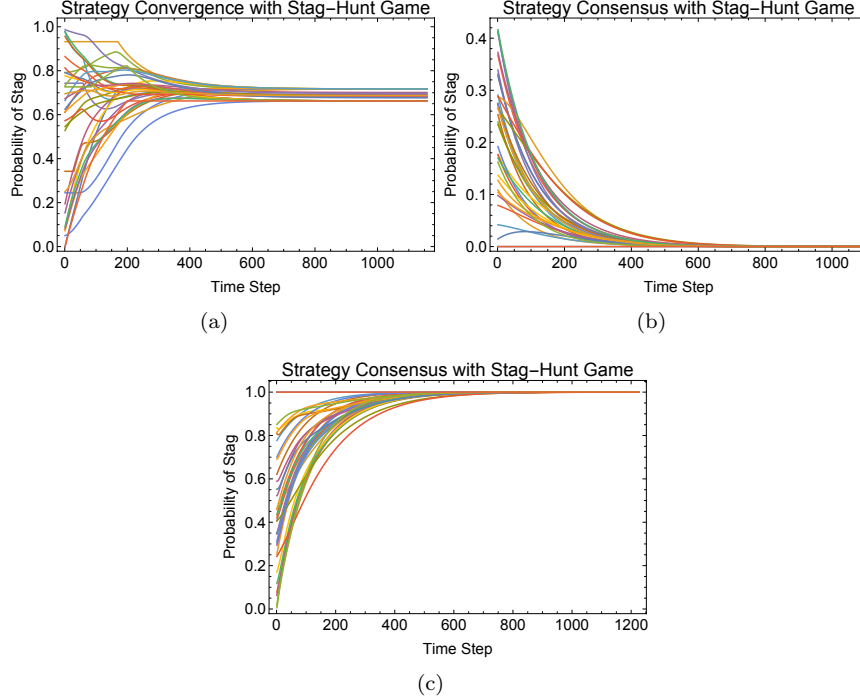 Strategy Convergence with Stag-Hunt Game
1.0
0.8
0.6
0.4
0.2
0.0
Probability of Stag
0 200 400 600 800 1000
Time Step
(a)
Strategy Consensus with Stag-Hunt Game
0.4
0.3
0.2
0.1
0.0
Probability of Stag
0 200 400 600 800 1000
Time Step
(b)
Strategy Consensus with Stag-Hunt Game
1.0
0.8
0.6
0.4
0.2
0.0
Probability of Stag
0 200 400 600 800 1000 1200
Time Step
(c)